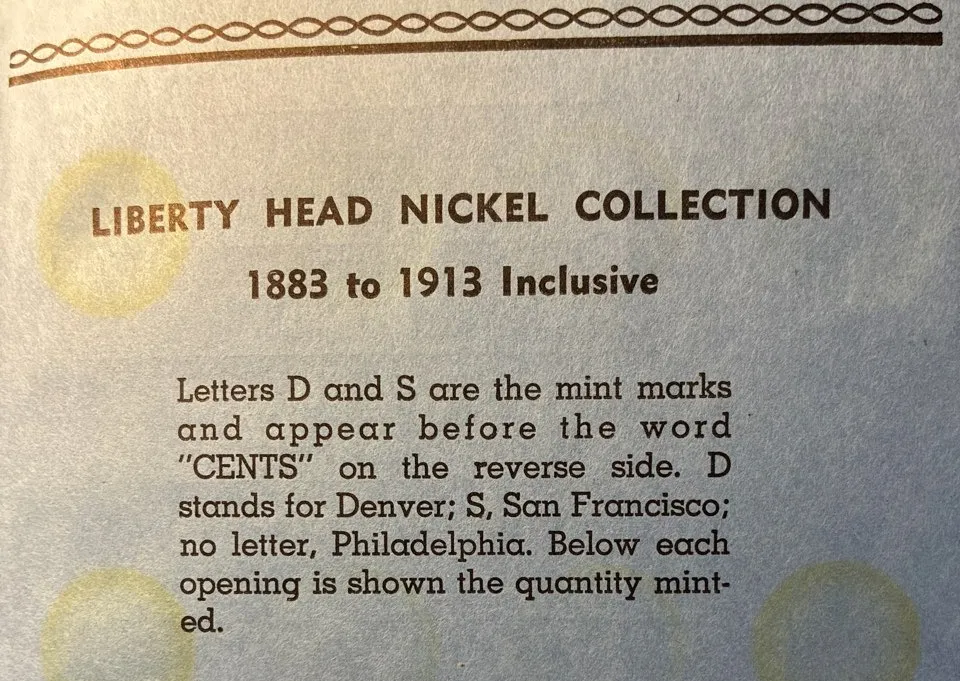 LIBERTY HEAD NICKEL COLLECTION
1883 to 1913 Inclusive
Letters D and S are the mint marks
and appear before the word
"CENTS" on the reverse side. D
stands for Denver; S, San Francisco;
no letter, Philadelphia. Below each
opening is shown the quantity mint-
ed.